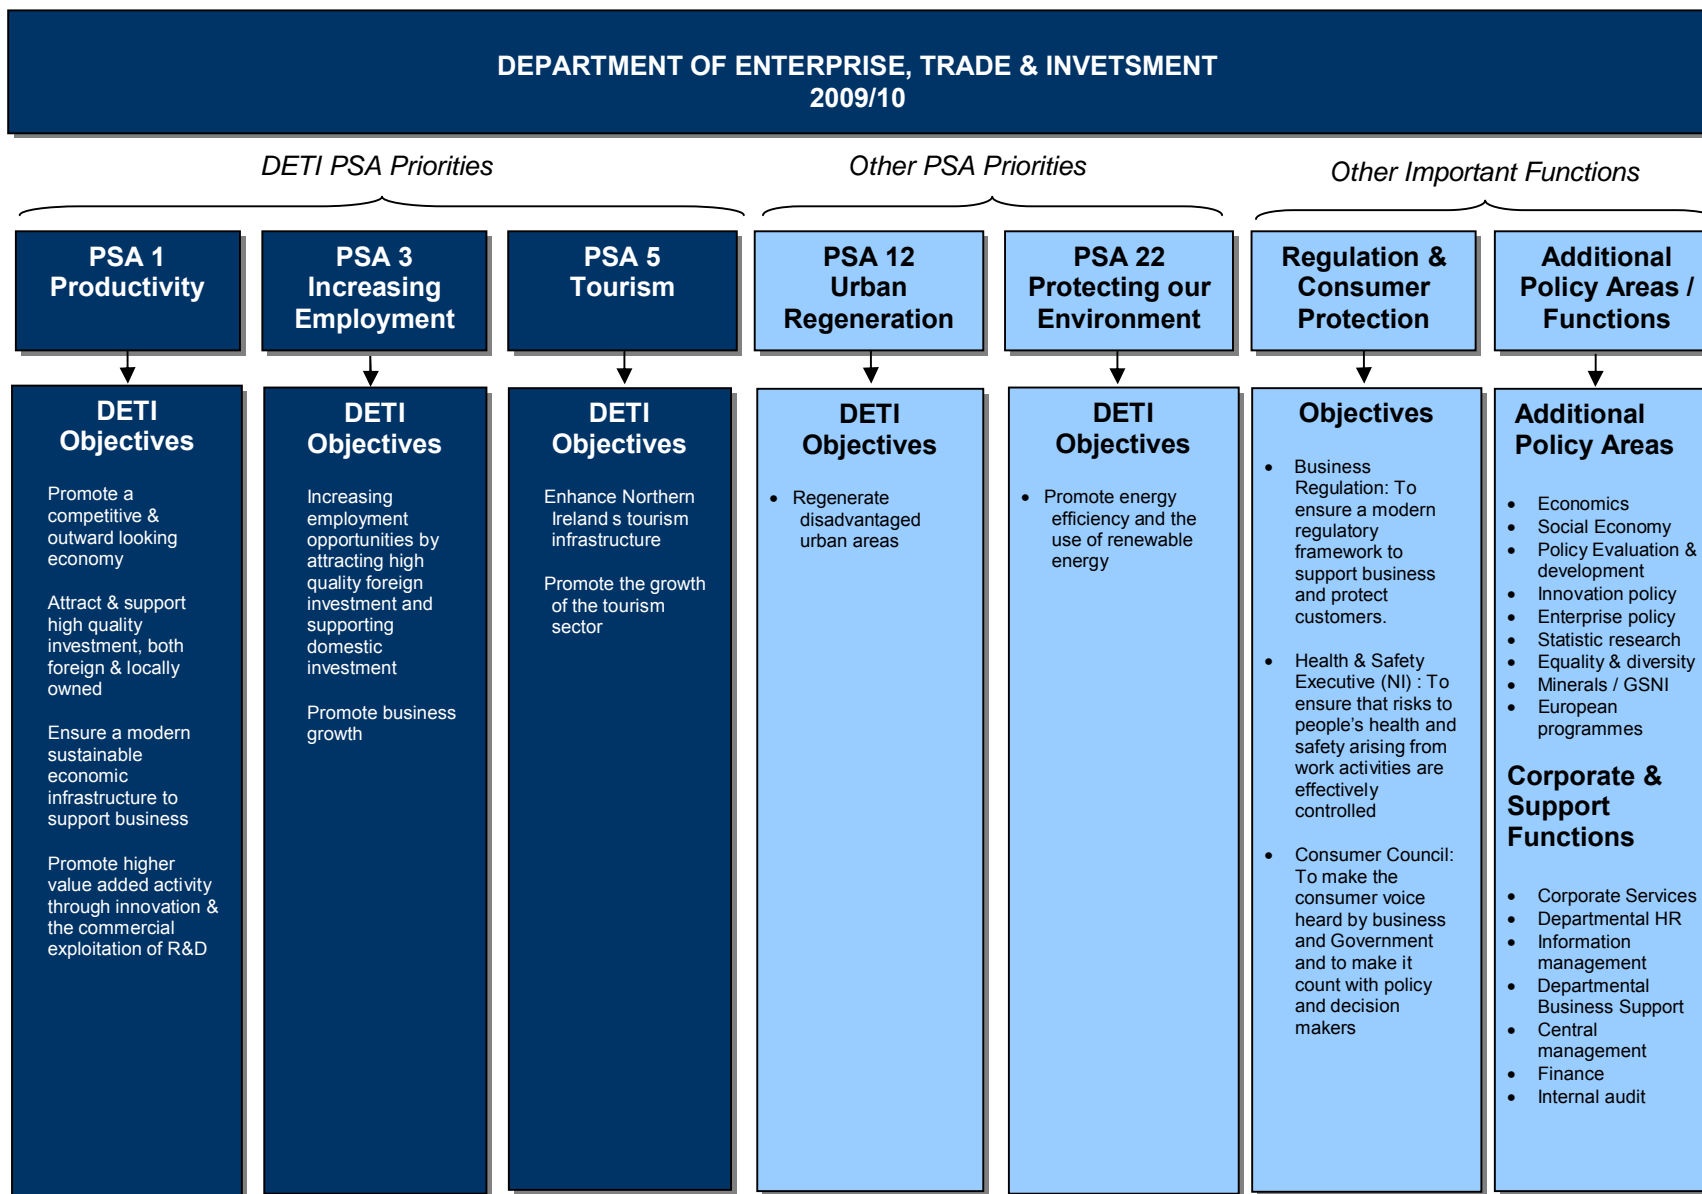 DEPARTMENT OF ENTERPRISE, TRADE & INVETSMENT
2009/10
DETI PSA Priorities
Other PSA Priorities
Other Important Functions
PSA 1
Productivity
PSA 3
Increasing
Employment
PSA 5
Tourism
PSA 12
Urban
Regeneration
PSA 22
Protecting our
Environment
Regulation &
Consumer
Protection
Additional
Policy Areas /
Functions
DETI
Objectives
Promote a
competitive &
outward looking
economy
Attract & support
high quality
investment, both
foreign & locally
owned
Ensure a modern
sustainable
economic
infrastructure to
support business
Promote higher
value added activity
through innovation &
the commercial
exploitation of R&D
DETI
Objectives
Increasing
employment
opportunities by
attracting high
quality foreign
investment and
supporting
domestic
investment
Promote business
growth
DETI
Objectives
Enhance Northern
Ireland s tourism
infrastructure
Promote the growth
of the tourism
sector
DETI
Objectives
• Regenerate
disadvantaged
urban areas
DETI
Objectives
• Promote energy
efficiency and the
use of renewable
energy
Objectives
• Business
Regulation: To
ensure a modern
regulatory
framework to
support business
and protect
customers.
• Health & Safety
Executive (NI) : To
ensure that risks to
people’s health and
safety arising from
work activities are
effectively
controlled
• Consumer Council:
To make the
consumer voice
heard by business
and Government
and to make it
count with policy
and decision
makers
Additional
Policy Areas
• Economics
• Social Economy
• Policy Evaluation &
development
• Innovation policy
• Enterprise policy
• Statistic research
• Equality & diversity
• Minerals / GSNI
• European
programmes
Corporate &
Support
Functions
• Corporate Services
• Departmental HR
• Information
management
• Departmental
Business Support
• Central
management
• Finance
• Internal audit